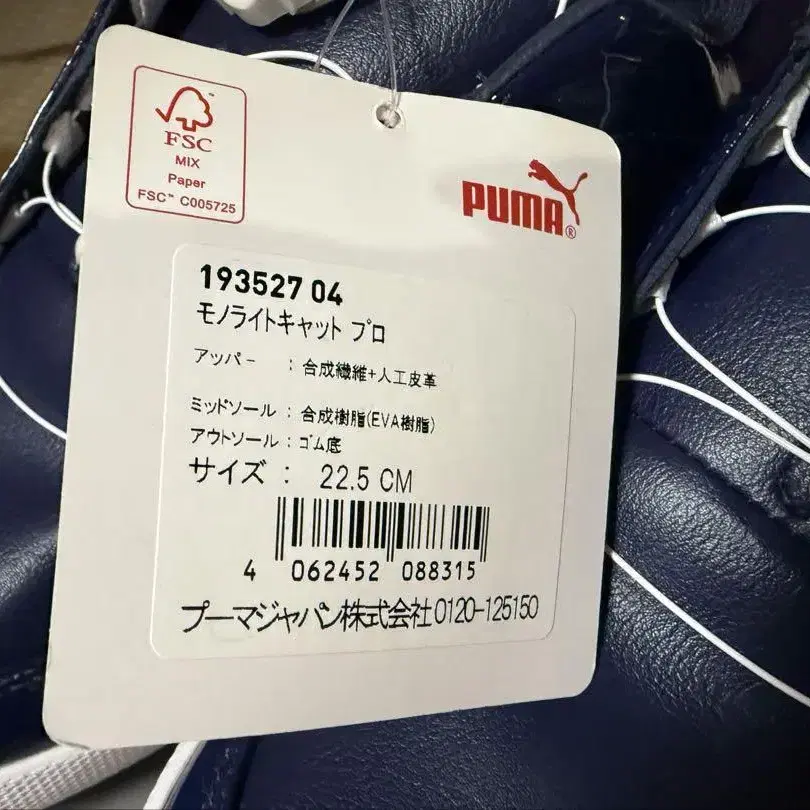 FSC
MIX
Paper
FSC™ C005725
PUMA®
193527 04
モノライトキャット プロ
アッパー : 合成繊維+人工皮革
ミッドソール : 合成樹脂(EVA樹脂)
アウトソール : ゴム底
サイズ : 22.5 CM
4 062452 088315
プーマジャパン株式会社0120-125150